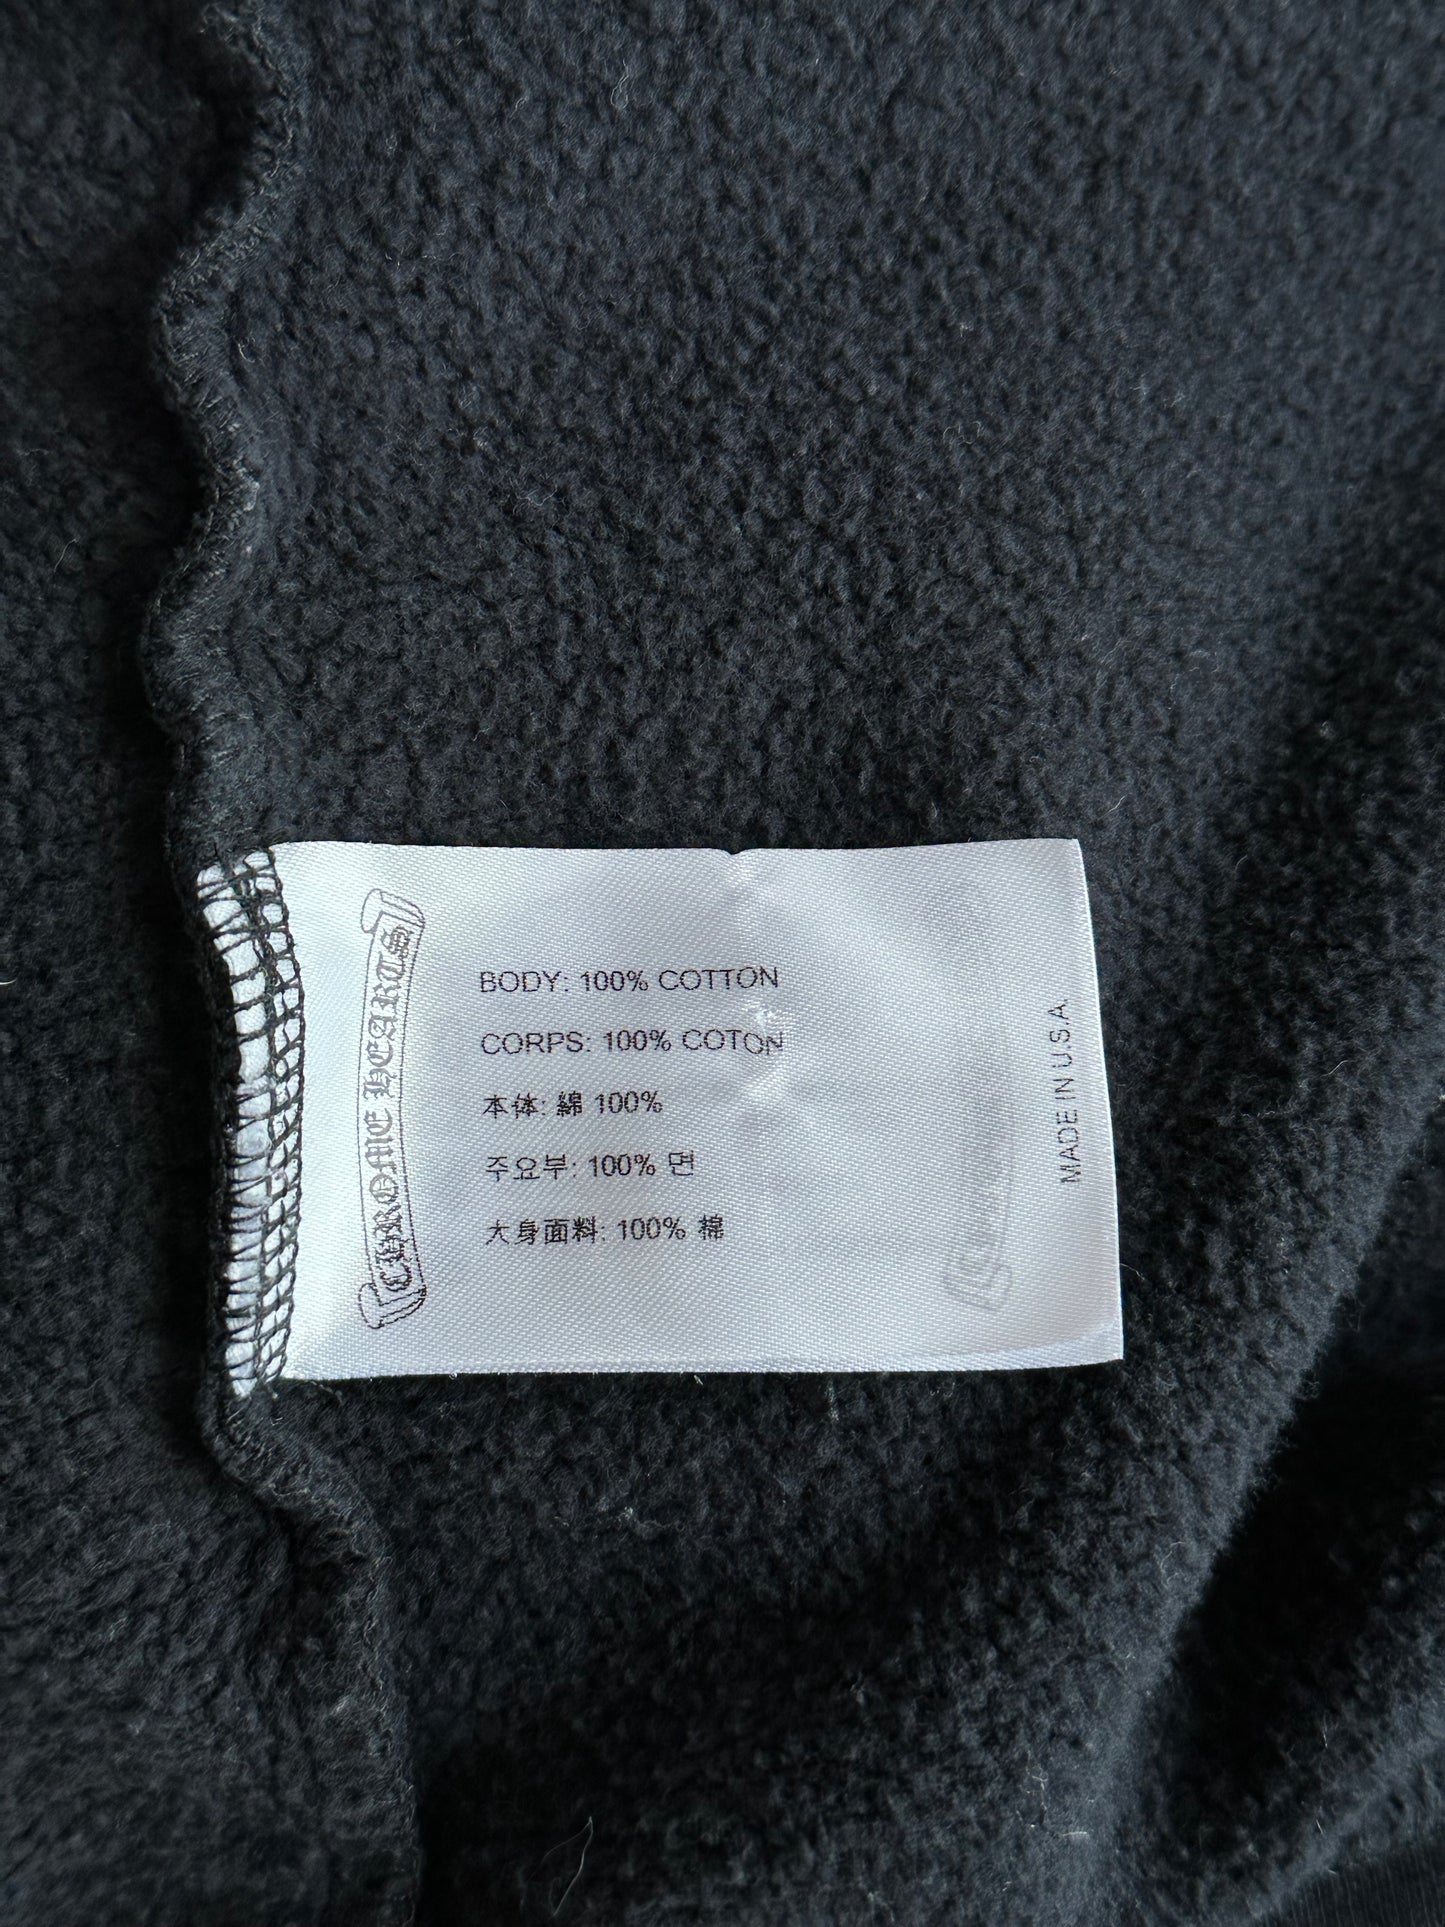 CHROME HEARTS
BODY: 100% COTTON
CORPS: 100% COTON
本体: 綿 100%
주요부: 100% 면
大身面料: 100% 棉
MADE IN U.S.A.